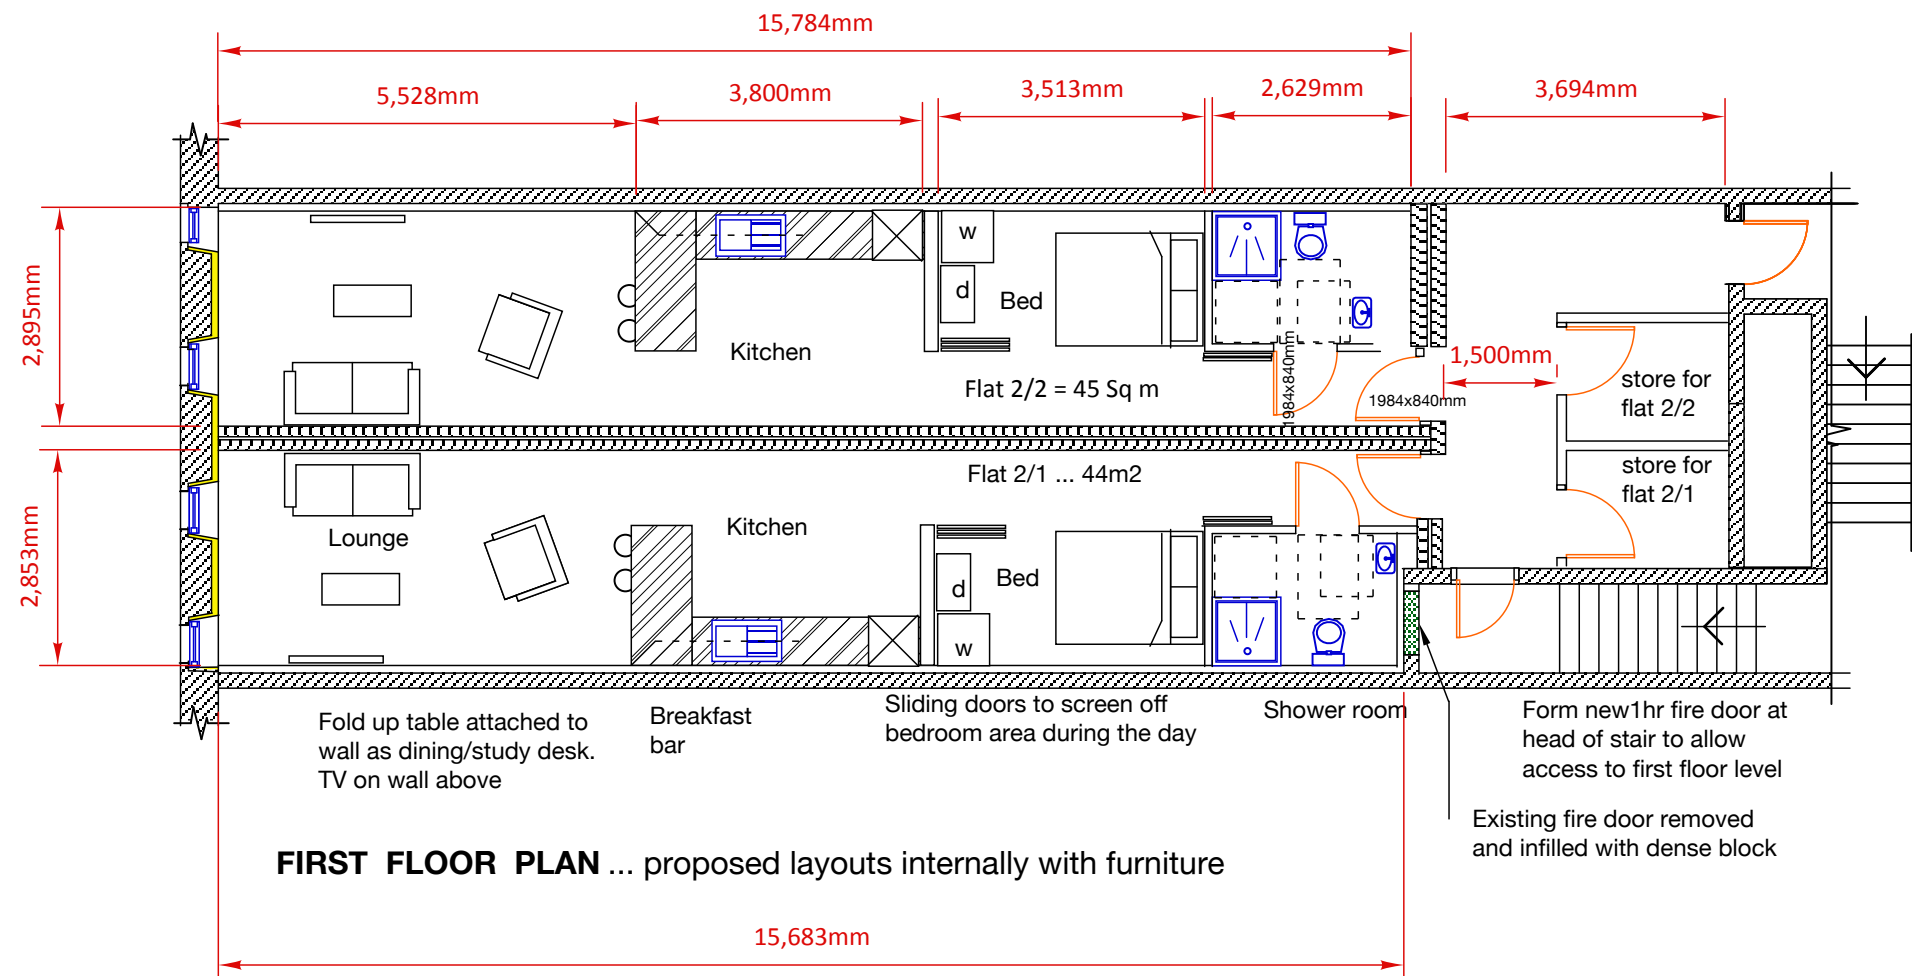 15,784mm
5,528mm
3,800mm
3,513mm
2,629mm
3,694mm
2,895mm
w
d
Bed
Kitchen
1984x840mm
1,500mm
store for
flat 2/2
Flat 2/2 = 45 Sq m
1984x840mm
Flat 2/1 ... 44m2
store for
flat 2/1
2,853mm
Lounge
Kitchen
Bed
d
w
Fold up table attached to
wall as dining/study desk.
TV on wall above
Breakfast
bar
Sliding doors to screen off
bedroom area during the day
Shower room
Form new1hr fire door at
head of stair to allow
access to first floor level
Existing fire door removed
and infilled with dense block
FIRST FLOOR PLAN ... proposed layouts internally with furniture
15,683mm